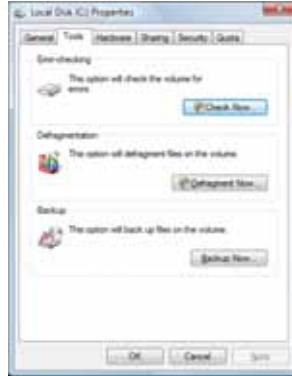 Local Disk (C:) Properties
General Tools Hardware Sharing Security Quota
Error-checking
This option will check the volume for
errors.
Check Now...
Defragmentation
This option will defragment files on the volume.
Defragment Now...
Backup
This option will back up files on the volume.
Backup Now...
OK Cancel Apply